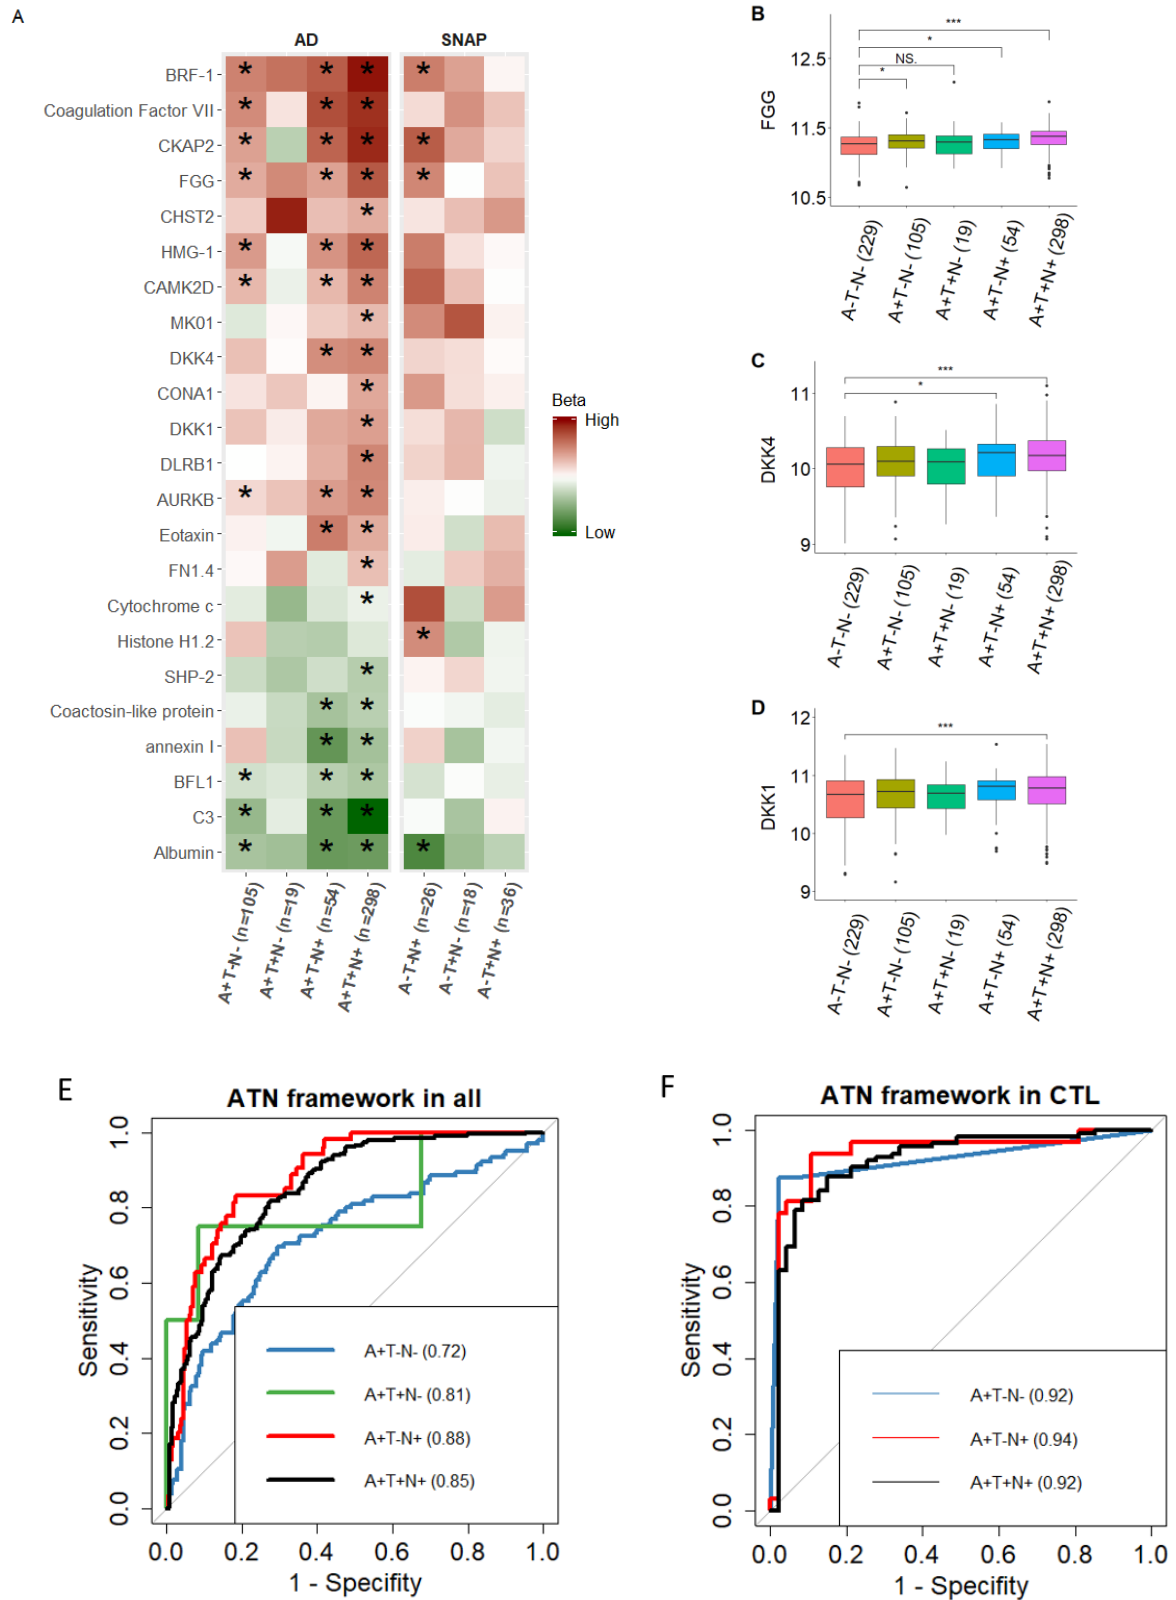 A
AD
SNAP
BRF-1
Coagulation Factor VII
CKAP2
FGG
CHST2
HMG-1
CAMK2D
MK01
DKK4
CONA1
DKK1
DLRB1
AURKB
Eotaxin
FN1.4
Cytochrome c
Histone H1.2
SHP-2
Coactosin-like protein
annexin I
BFL1
C3
Albumin
A+T-N- (n=105)
A+T+N- (n=19)
A+T-N+ (n=54)
A+T+N+ (n=298)
A-T-N+ (n=26)
A-T+N- (n=18)
A-T+N+ (n=36)
Beta
High
Low
B
FGG
12.5
11.5
10.5
***
*
NS.
*
A-T-N- (229)
A+T-N- (105)
A+T+N- (19)
A+T-N+ (54)
A+T+N+ (298)
C
DKK4
11
10
9
***
*
A-T-N- (229)
A+T-N- (105)
A+T+N- (19)
A+T-N+ (54)
A+T+N+ (298)
D
DKK1
12
11
10
9
***
A-T-N- (229)
A+T-N- (105)
A+T+N- (19)
A+T-N+ (54)
A+T+N+ (298)
E
ATN framework in all
Sensitivity
1.0
0.8
0.6
0.4
0.2
0.0
A+T-N- (0.72)
A+T+N- (0.81)
A+T-N+ (0.88)
A+T+N+ (0.85)
0.0 0.2 0.4 0.6 0.8 1.0
1 - Specifity
F
ATN framework in CTL
Sensitivity
1.0
0.8
0.6
0.4
0.2
0.0
A+T-N- (0.92)
A+T-N+ (0.94)
A+T+N+ (0.92)
0.0 0.2 0.4 0.6 0.8 1.0
1 - Specifity